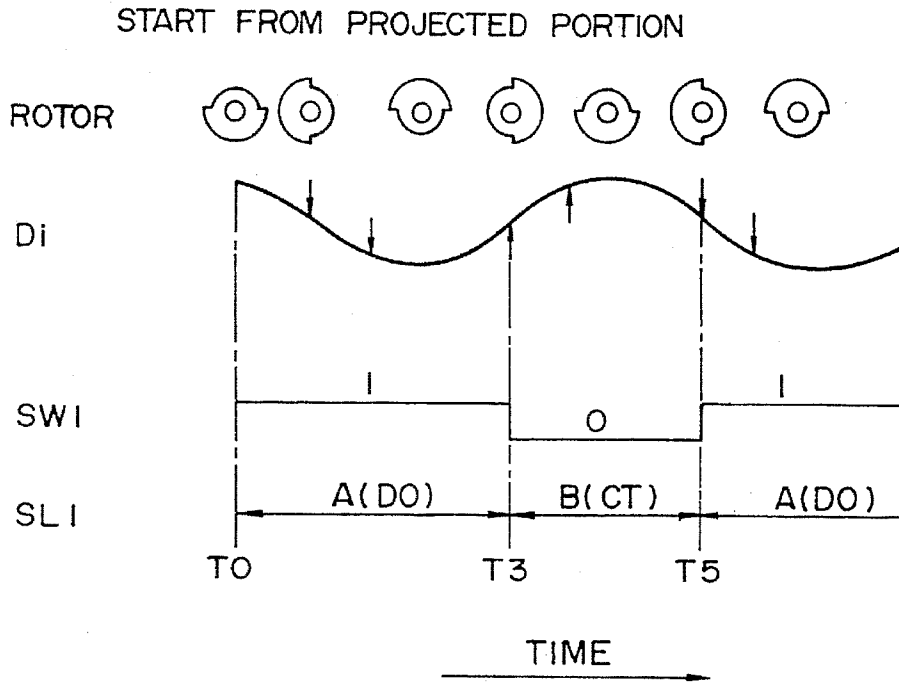 START FROM PROJECTED PORTION
ROTOR
Di
SW1 1 0 1
SL1 A(DO) B(CT) A(DO)
T0 T3 T5
TIME